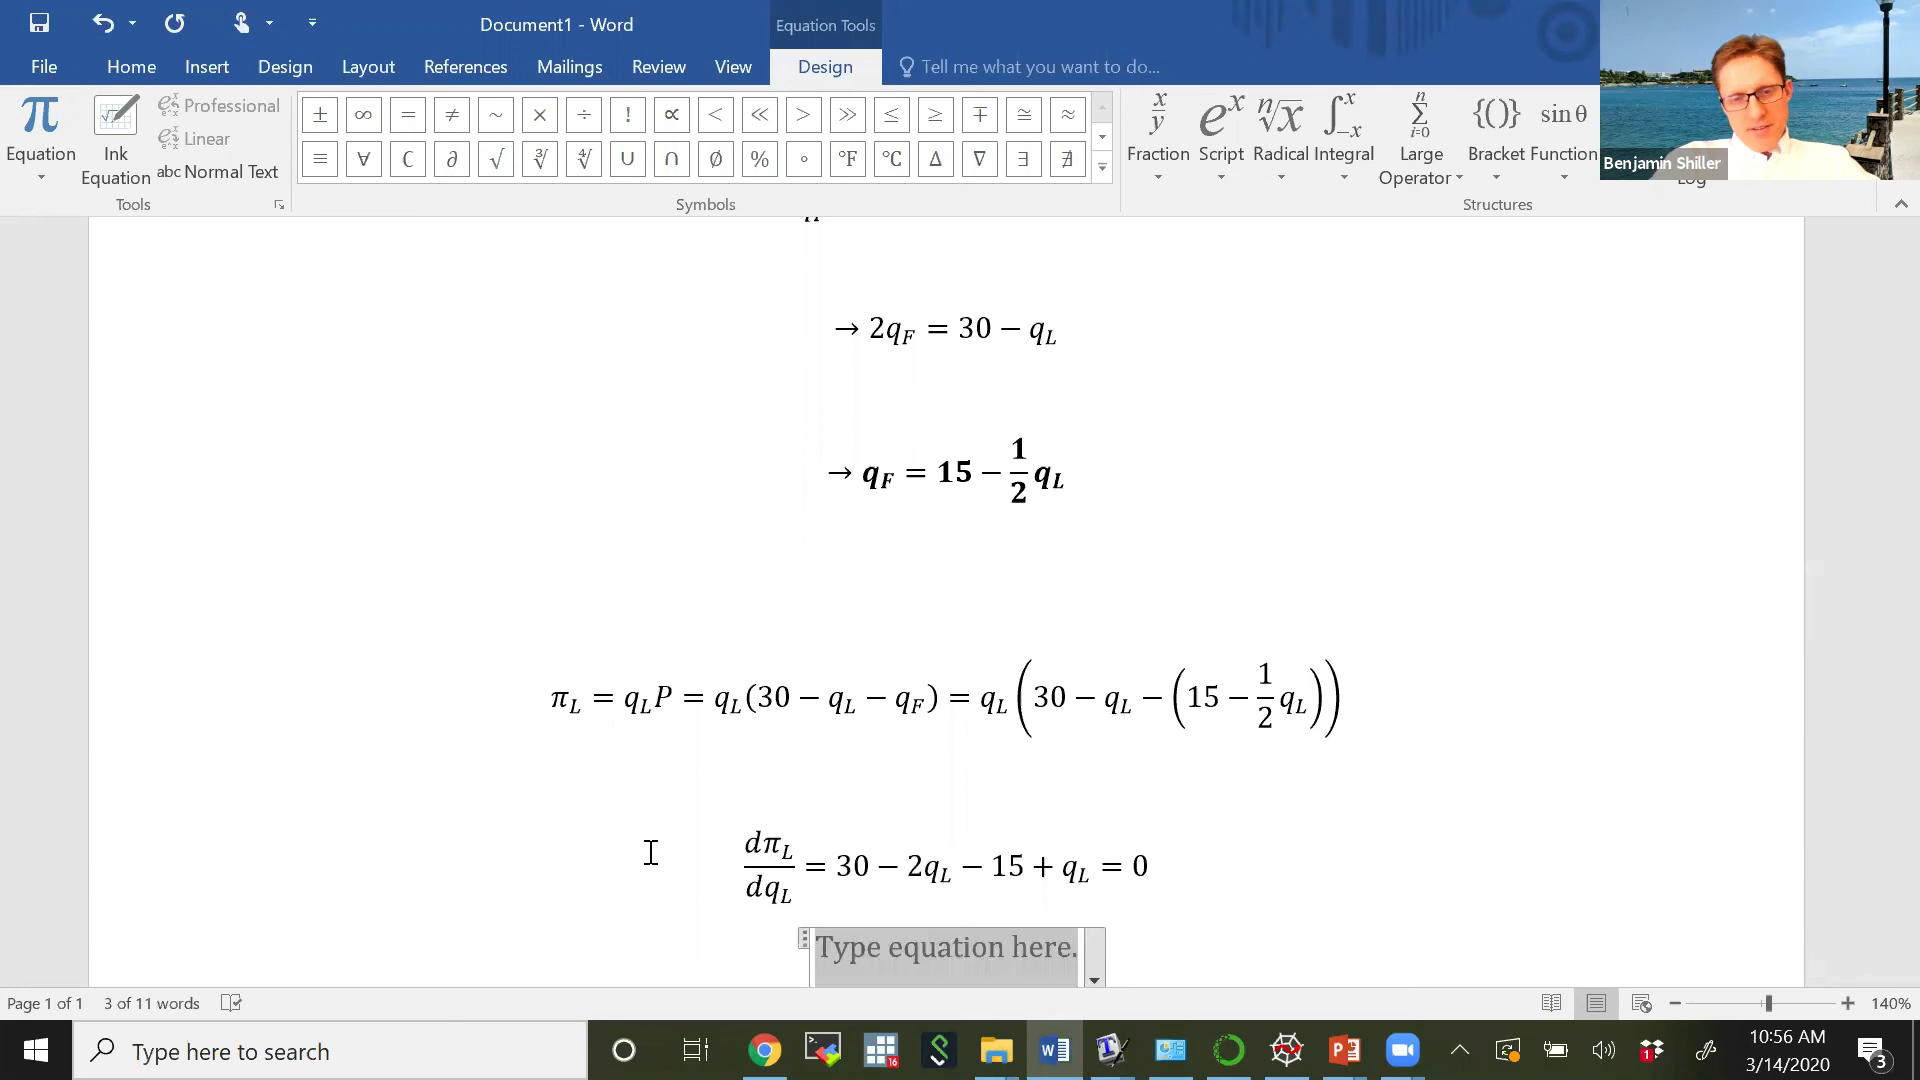 Document1 - Word
Equation Tools
File Home Insert Design Layout References Mailings Review View Design Tell me what you want to do...
Equation
Ink Equation
Professional
Linear
abc Normal Text
Tools
± ∞ = ≠ ~ × ÷ ! ∝ < ≪ > ≫ ≤ ≥ ∓ ≅ ≈
≡ ∀ ∁ ∂ √ ∛ ∜ ∪ ∩ ∅ % ° °F °C ∆ ∇ ∃ ∄
Symbols
Fraction Script Radical Integral Large Operator Bracket Function
sinθ
Structures
Benjamin Shiller
→ 2q_F = 30 − q_L
→ q_F = 15 − 1/2 q_L
π_L = q_L P = q_L(30 − q_L − q_F) = q_L(30 − q_L − (15 − 1/2 q_L))
dπ_L/dq_L = 30 − 2q_L − 15 + q_L = 0
Type equation here.
Page 1 of 1 3 of 11 words 140%
Type here to search
16
1
10:56 AM
3/14/2020
3